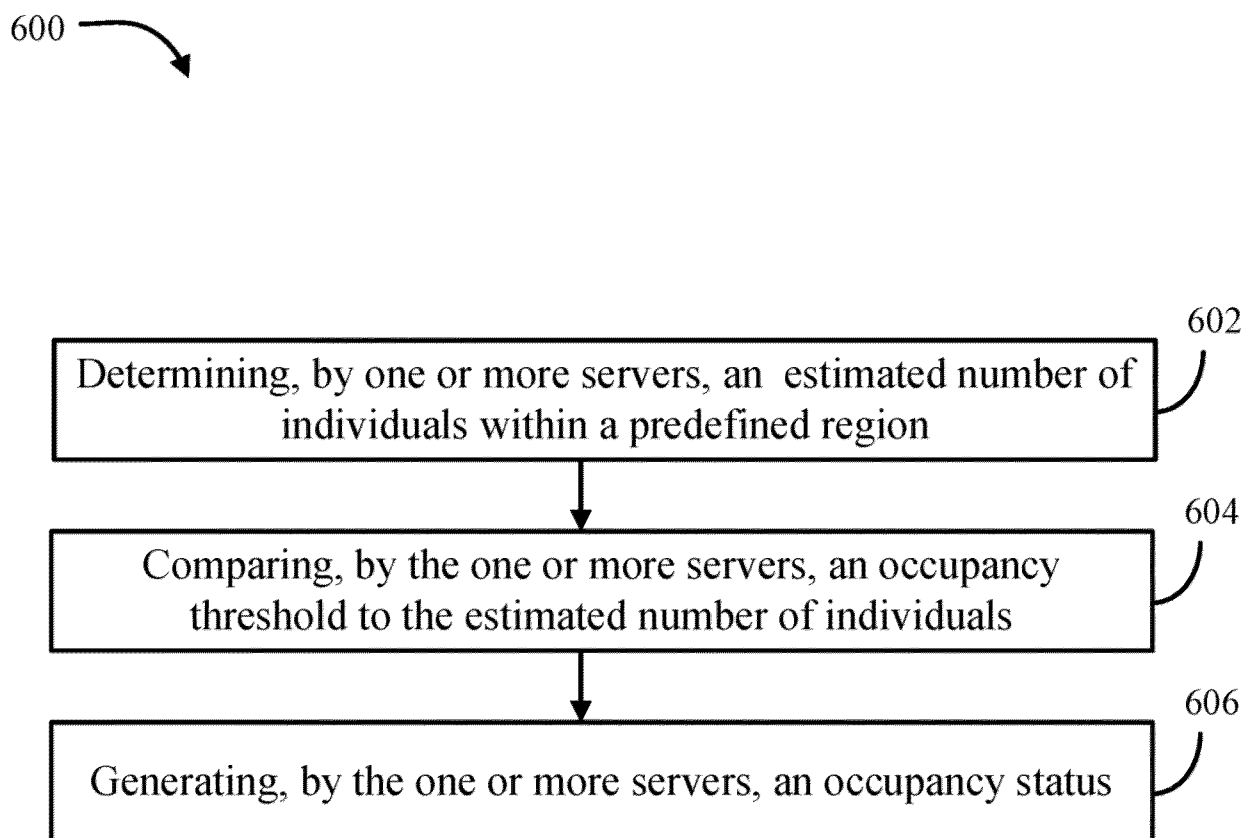 600
602
Determining, by one or more servers, an estimated number of
individuals within a predefined region
604
Comparing, by the one or more servers, an occupancy
threshold to the estimated number of individuals
606
Generating, by the one or more servers, an occupancy status